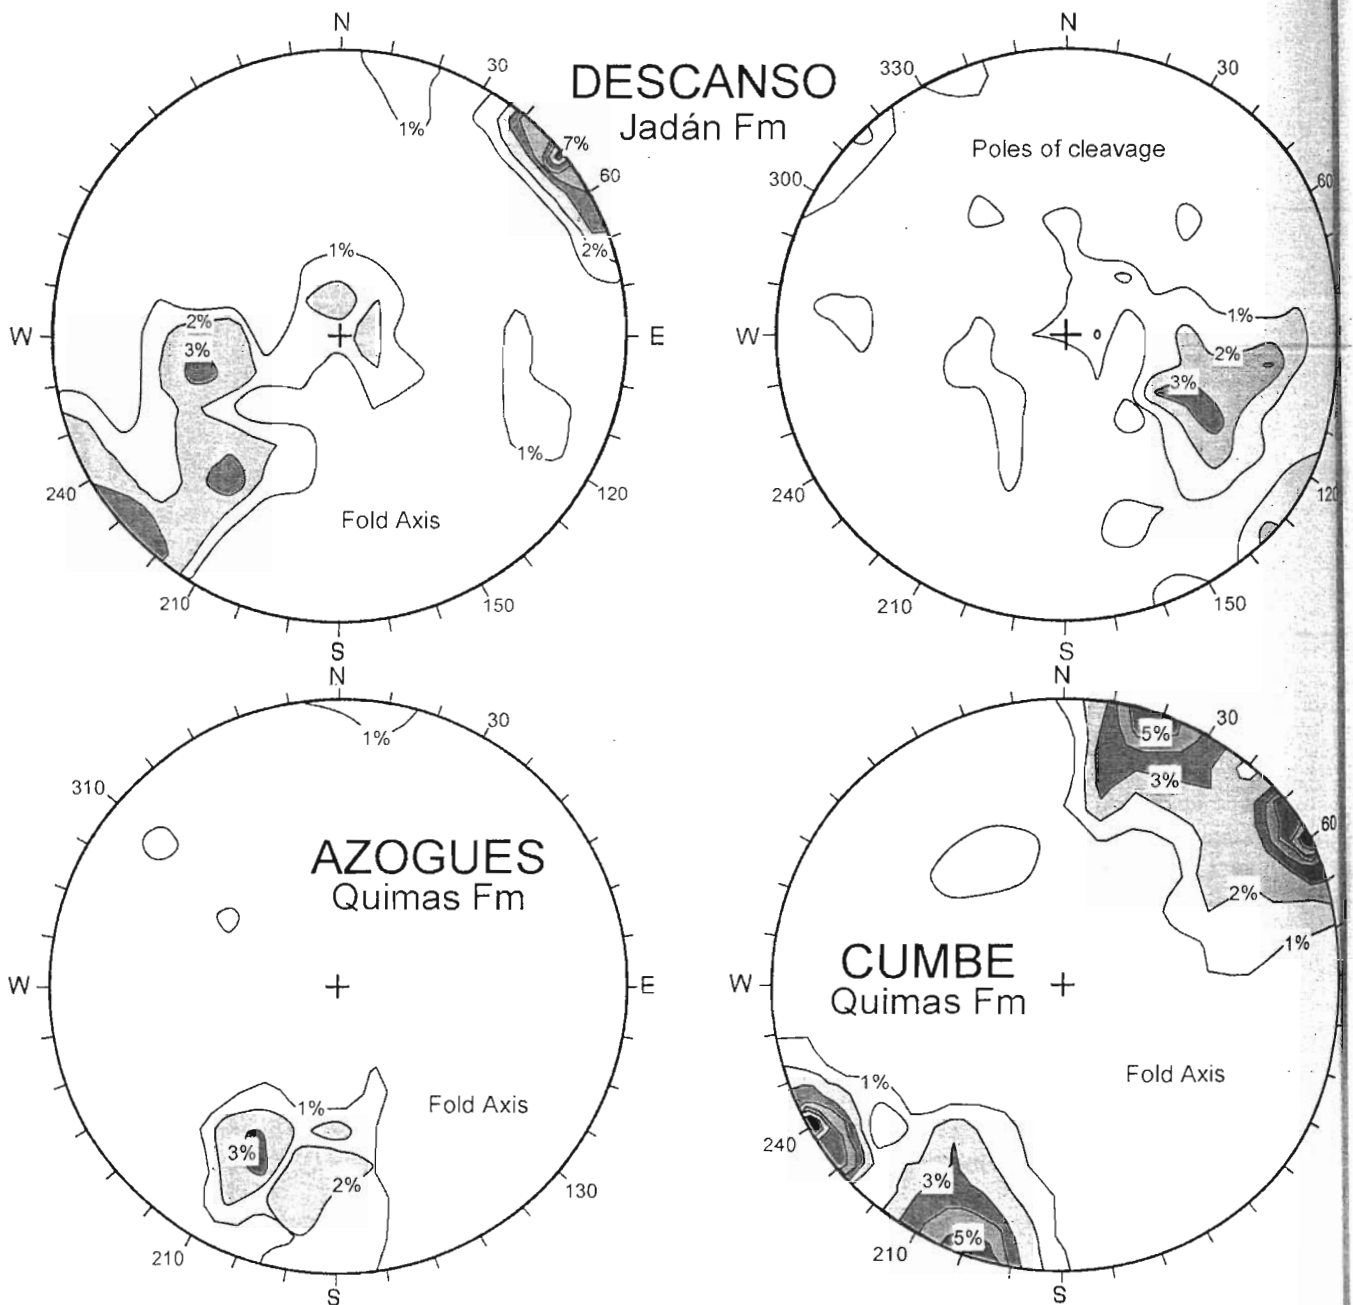 DESCANSO
Jadán Fm
N
30
1%
7%
60
2%
1%
W
2%
3%
E
1%
240
120
Fold Axis
210
150
S
N
330
30
Poles of cleavage
300
60
W
1%
2%
3%
240
120
210
150
S
N
30
1%
310
AZOGUES
Quimas Fm
W
E
1%
Fold Axis
3%
2%
130
210
S
N
30
5%
3%
60
2%
1%
CUMBE
Quimas Fm
W
Fold Axis
1%
240
3%
210
5%
S